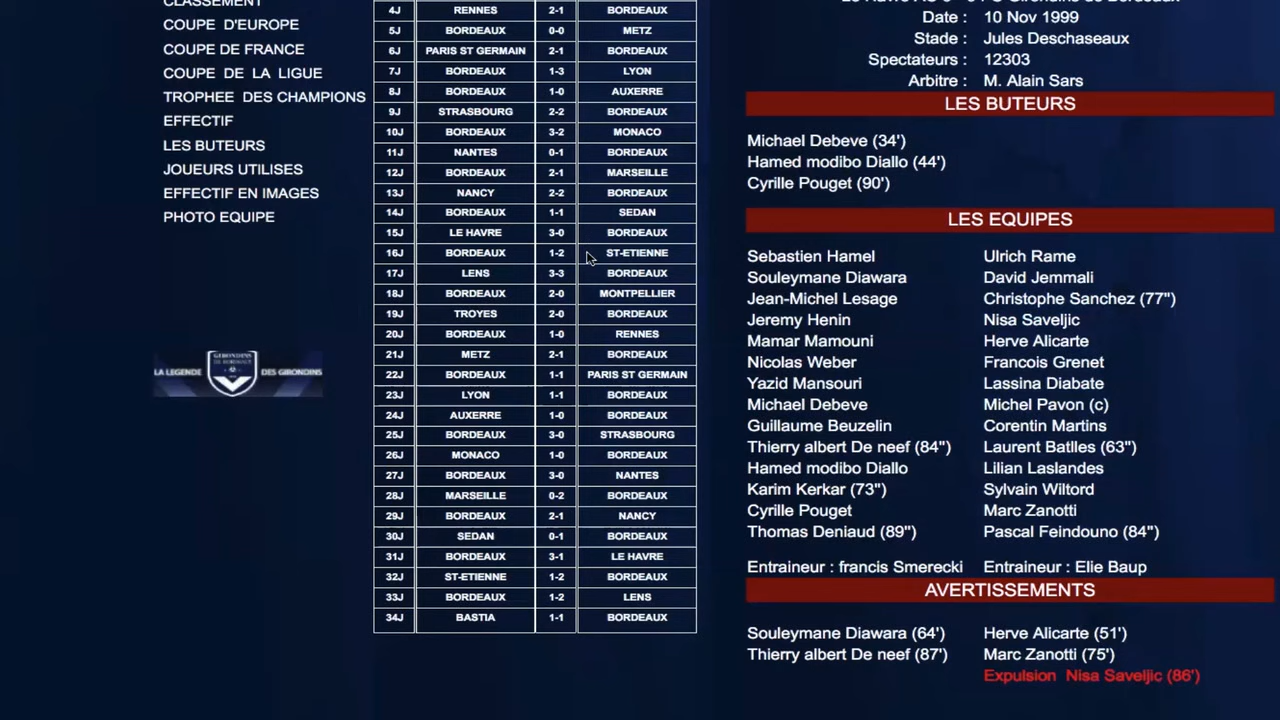 CLASSEMENT
COUPE D'EUROPE
COUPE DE FRANCE
COUPE DE LA LIGUE
TROPHEE DES CHAMPIONS
EFFECTIF
LES BUTEURS
JOUEURS UTILISES
EFFECTIF EN IMAGES
PHOTO EQUIPE
LA LEGENDE GIRONDINS DE BORDEAUX DES GIRONDINS
4J RENNES 2-1 BORDEAUX
5J BORDEAUX 0-0 METZ
6J PARIS ST GERMAIN 2-1 BORDEAUX
7J BORDEAUX 1-3 LYON
8J BORDEAUX 1-0 AUXERRE
9J STRASBOURG 2-2 BORDEAUX
10J BORDEAUX 3-2 MONACO
11J NANTES 0-1 BORDEAUX
12J BORDEAUX 2-1 MARSEILLE
13J NANCY 2-2 BORDEAUX
14J BORDEAUX 1-1 SEDAN
15J LE HAVRE 3-0 BORDEAUX
16J BORDEAUX 1-2 ST-ETIENNE
17J LENS 3-3 BORDEAUX
18J BORDEAUX 2-0 MONTPELLIER
19J TROYES 2-0 BORDEAUX
20J BORDEAUX 1-0 RENNES
21J METZ 2-1 BORDEAUX
22J BORDEAUX 1-1 PARIS ST GERMAIN
23J LYON 1-1 BORDEAUX
24J AUXERRE 1-0 BORDEAUX
25J BORDEAUX 3-0 STRASBOURG
26J MONACO 1-0 BORDEAUX
27J BORDEAUX 3-0 NANTES
28J MARSEILLE 0-2 BORDEAUX
29J BORDEAUX 2-1 NANCY
30J SEDAN 0-1 BORDEAUX
31J BORDEAUX 3-1 LE HAVRE
32J ST-ETIENNE 1-2 BORDEAUX
33J BORDEAUX 1-2 LENS
34J BASTIA 1-1 BORDEAUX
Date : 10 Nov 1999
Stade : Jules Deschaseaux
Spectateurs : 12303
Arbitre : M. Alain Sars
LES BUTEURS
Michael Debeve (34')
Hamed modibo Diallo (44')
Cyrille Pouget (90')
LES EQUIPES
Sebastien Hamel Ulrich Rame
Souleymane Diawara David Jemmali
Jean-Michel Lesage Christophe Sanchez (77")
Jeremy Henin Nisa Saveljic
Mamar Mamouni Herve Alicarte
Nicolas Weber Francois Grenet
Yazid Mansouri Lassina Diabate
Michael Debeve Michel Pavon (c)
Guillaume Beuzelin Corentin Martins
Thierry albert De neef (84") Laurent Batlles (63")
Hamed modibo Diallo Lilian Laslandes
Karim Kerkar (73") Sylvain Wiltord
Cyrille Pouget Marc Zanotti
Thomas Deniaud (89") Pascal Feindouno (84")
Entraineur : francis Smerecki Entraineur : Elie Baup
AVERTISSEMENTS
Souleymane Diawara (64') Herve Alicarte (51')
Thierry albert De neef (87') Marc Zanotti (75')
Expulsion Nisa Saveljic (86')